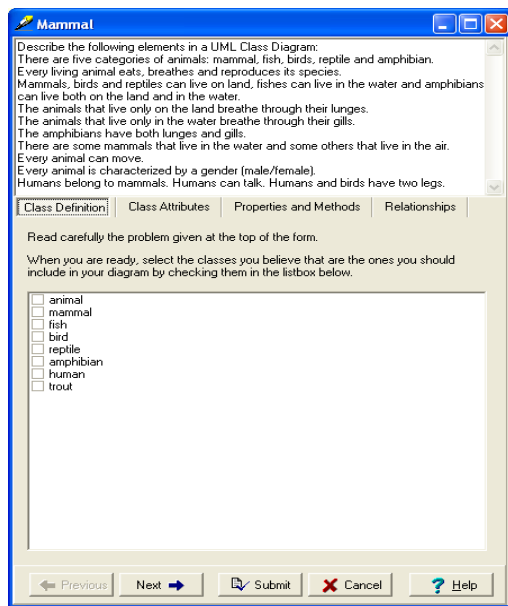 Mammal
Describe the following elements in a UML Class Diagram:
There are five categories of animals: mammal, fish, birds, reptile and amphibian.
Every living animal eats, breathes and reproduces its species.
Mammals, birds and reptiles can live on land, fishes can live in the water and amphibians
can live both on the land and in the water.
The animals that live only on the land breathe through their lunges.
The animals that live only in the water breathe through their gills.
The amphibians have both lunges and gills.
There are some mammals that live in the water and some others that live in the air.
Every animal can move.
Every animal is characterized by a gender (male/female).
Humans belong to mammals. Humans can talk. Humans and birds have two legs.
Class Definition Class Attributes Properties and Methods Relationships
Read carefully the problem given at the top of the form.
When you are ready, select the classes you believe that are the ones you should
include in your diagram by checking them in the listbox below.
animal
mammal
fish
bird
reptile
amphibian
human
trout
Previous Next Submit Cancel ? Help